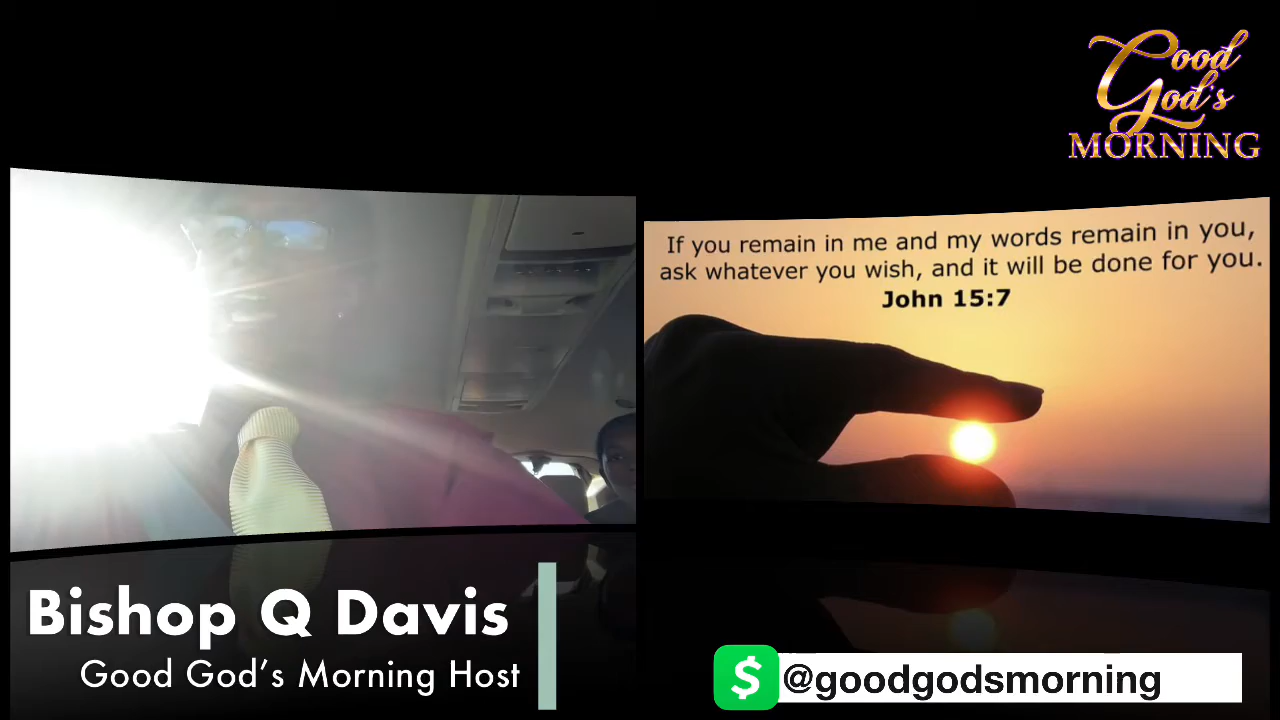 Good
God's
MORNING
If you remain in me and my words remain in you,
ask whatever you wish, and it will be done for you.
John 15:7
Bishop Q Davis
Good God's Morning Host
$ @goodgodsmorning